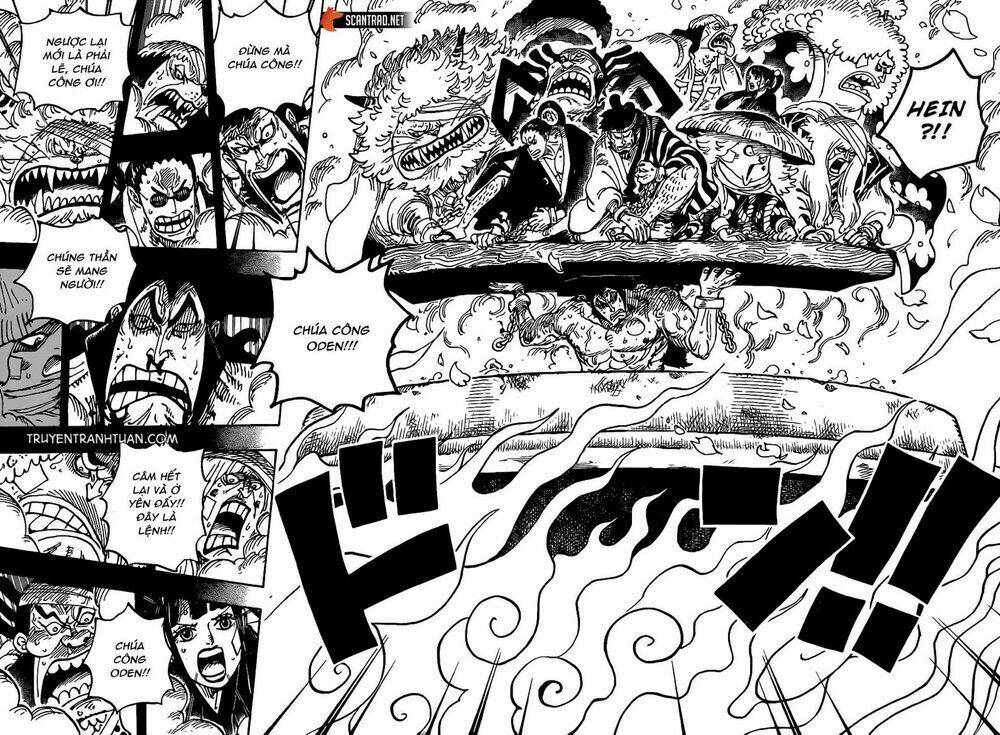 SCANTRAD.NET
HEIN
?!!
ドーン!!
CHÚA CÔNG
ODEN!!!
ĐỪNG MÀ
CHÚA CÔNG!!
NGƯỢC LẠI
MỚI LÀ PHẢI
LẼ, CHÚA
CÔNG ƠI!!
CHÚNG THẦN
SẼ MANG
NGƯỜI!!
TRUYENTRANHTUAN.COM
CÂM HẾT
LẠI VÀ Ở
YÊN ĐẤY!!
ĐÂY LÀ
LỆNH!!
CHÚA
CÔNG
ODEN!!